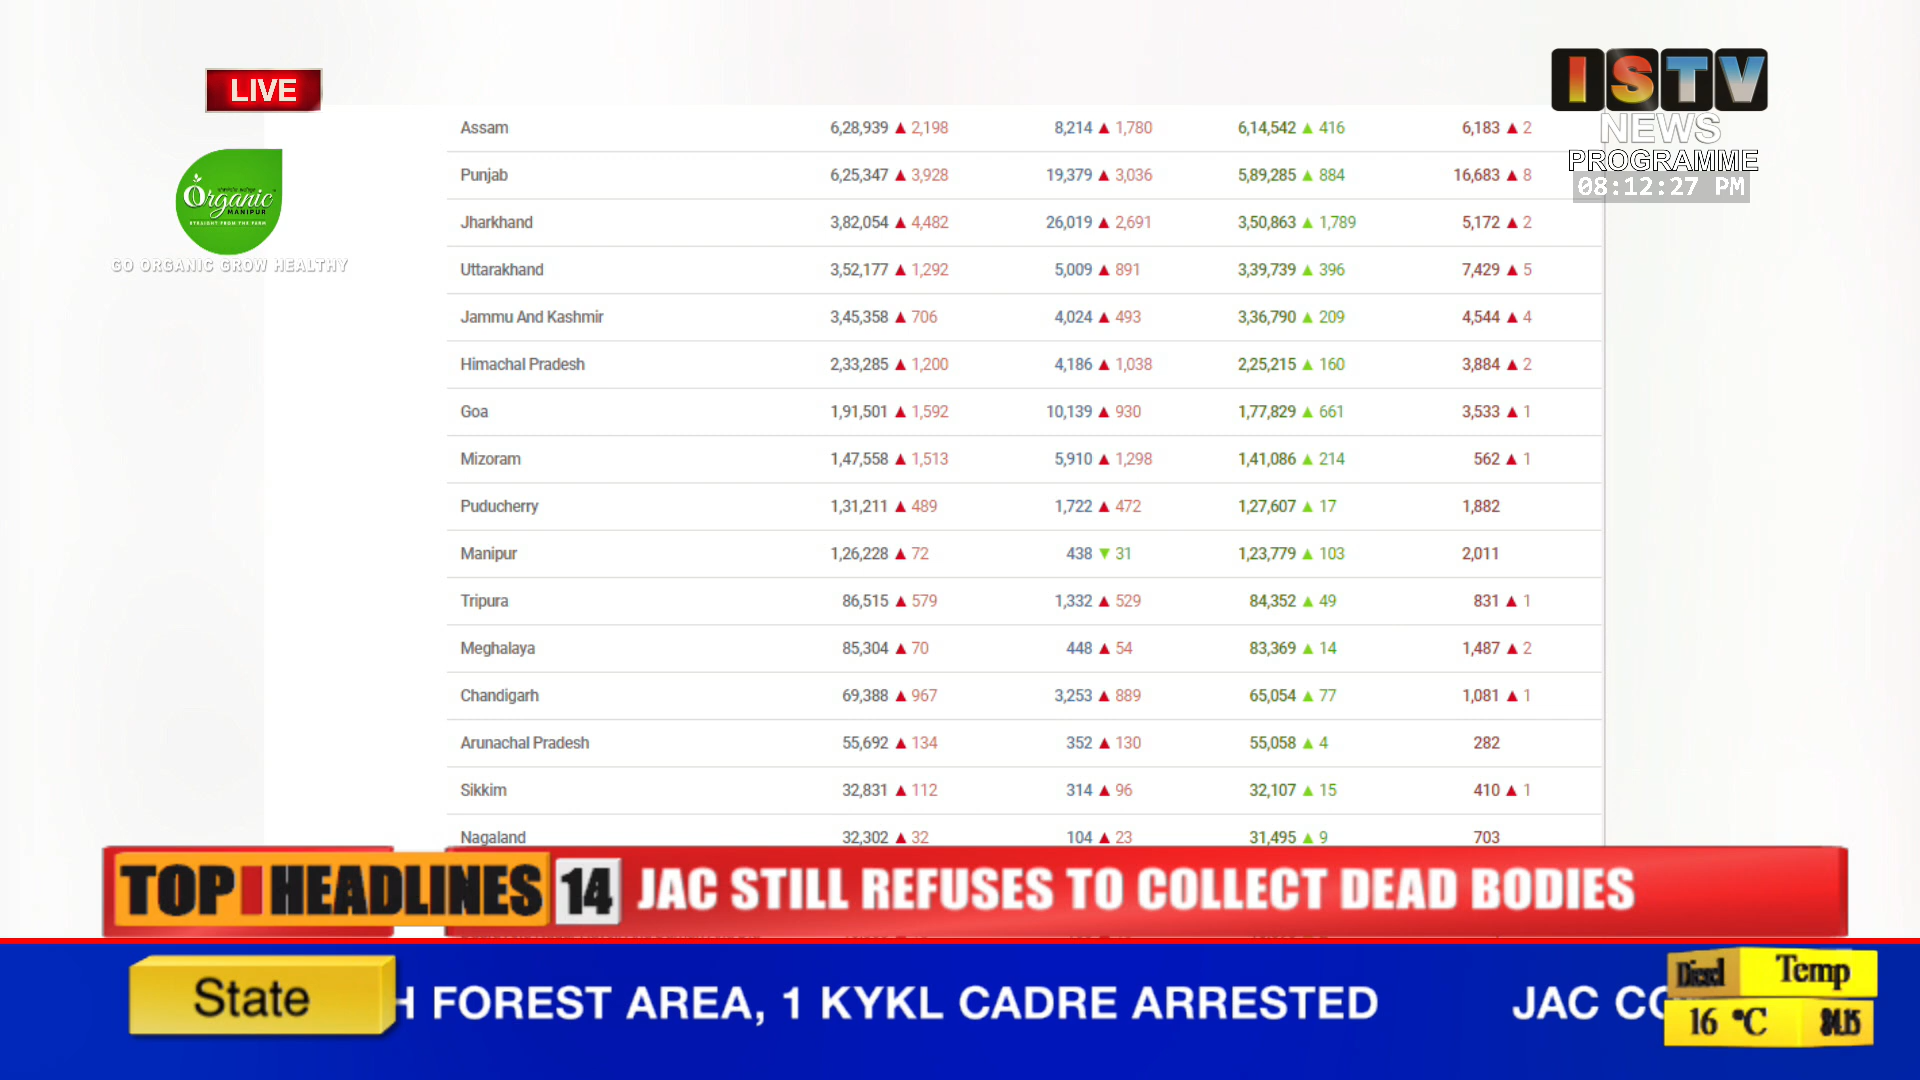 LIVE
ISTV
NEWS
PROGRAMME
08:12:27 PM
Organic
MANIPUR
STRAIGHT FROM THE FARM
GO ORGANIC GROW HEALTHY
Assam 6,28,939 ▲ 2,198 8,214 ▲ 1,780 6,14,542 ▲ 416 6,183 ▲ 2
Punjab 6,25,347 ▲ 3,928 19,379 ▲ 3,036 5,89,285 ▲ 884 16,683 ▲ 8
Jharkhand 3,82,054 ▲ 4,482 26,019 ▲ 2,691 3,50,863 ▲ 1,789 5,172 ▲ 2
Uttarakhand 3,52,177 ▲ 1,292 5,009 ▲ 891 3,39,739 ▲ 396 7,429 ▲ 5
Jammu And Kashmir 3,45,358 ▲ 706 4,024 ▲ 493 3,36,790 ▲ 209 4,544 ▲ 4
Himachal Pradesh 2,33,285 ▲ 1,200 4,186 ▲ 1,038 2,25,215 ▲ 160 3,884 ▲ 2
Goa 1,91,501 ▲ 1,592 10,139 ▲ 930 1,77,829 ▲ 661 3,533 ▲ 1
Mizoram 1,47,558 ▲ 1,513 5,910 ▲ 1,298 1,41,086 ▲ 214 562 ▲ 1
Puducherry 1,31,211 ▲ 489 1,722 ▲ 472 1,27,607 ▲ 17 1,882
Manipur 1,26,228 ▲ 72 438 ▼ 31 1,23,779 ▲ 103 2,011
Tripura 86,515 ▲ 579 1,332 ▲ 529 84,352 ▲ 49 831 ▲ 1
Meghalaya 85,304 ▲ 70 448 ▲ 54 83,369 ▲ 14 1,487 ▲ 2
Chandigarh 69,388 ▲ 967 3,253 ▲ 889 65,054 ▲ 77 1,081 ▲ 1
Arunachal Pradesh 55,692 ▲ 134 352 ▲ 130 55,058 ▲ 4 282
Sikkim 32,831 ▲ 112 314 ▲ 96 32,107 ▲ 15 410 ▲ 1
Nagaland 32,302 ▲ 32 104 ▲ 23 31,495 ▲ 9 703
TOP HEADLINES 14 JAC STILL REFUSES TO COLLECT DEAD BODIES
State H FOREST AREA, 1 KYKL CADRE ARRESTED JAC CO
Diesel Temp
16 °C 84.15